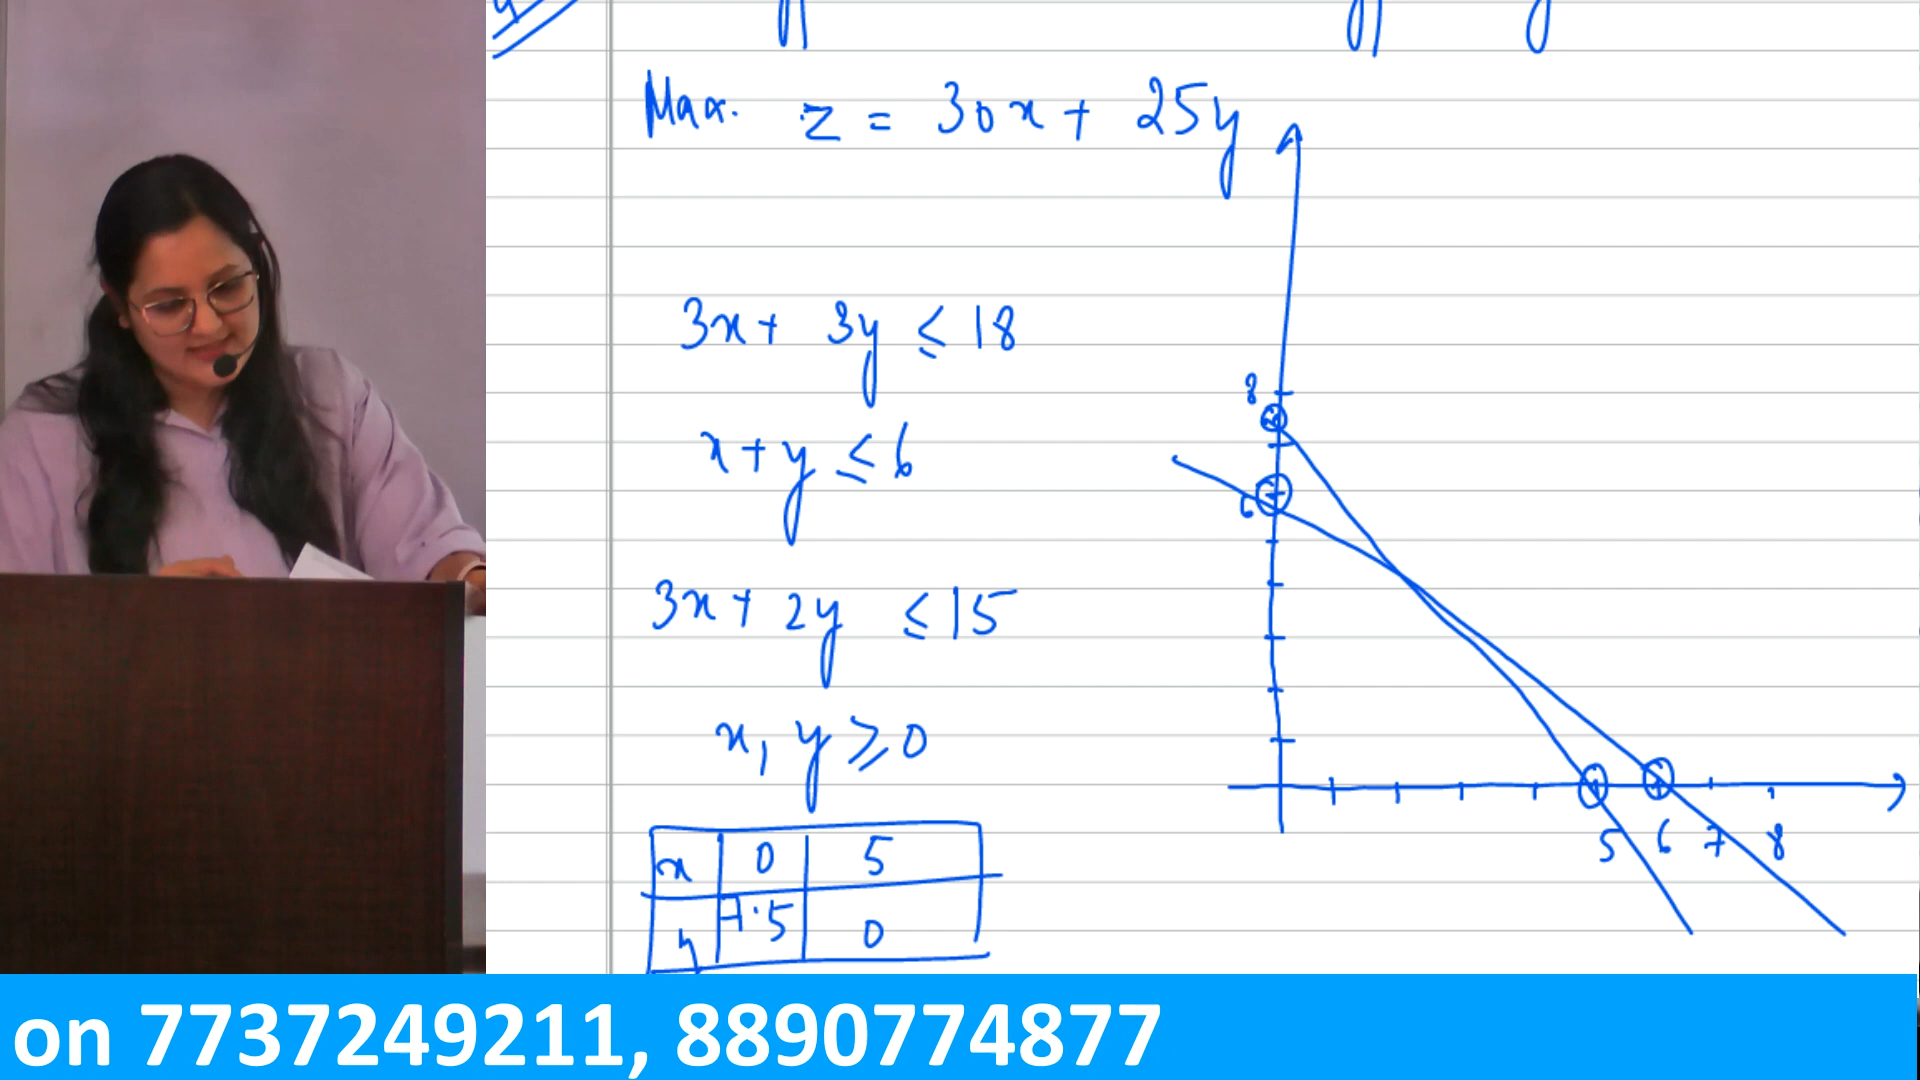 Max. z = 30x + 25y
3x + 3y ≤ 18
x + y ≤ 6
3x + 2y ≤ 15
x, y ≥ 0
x 0 5
y 7.5 0
8
6
5 6 7 8
on 7737249211, 8890774877